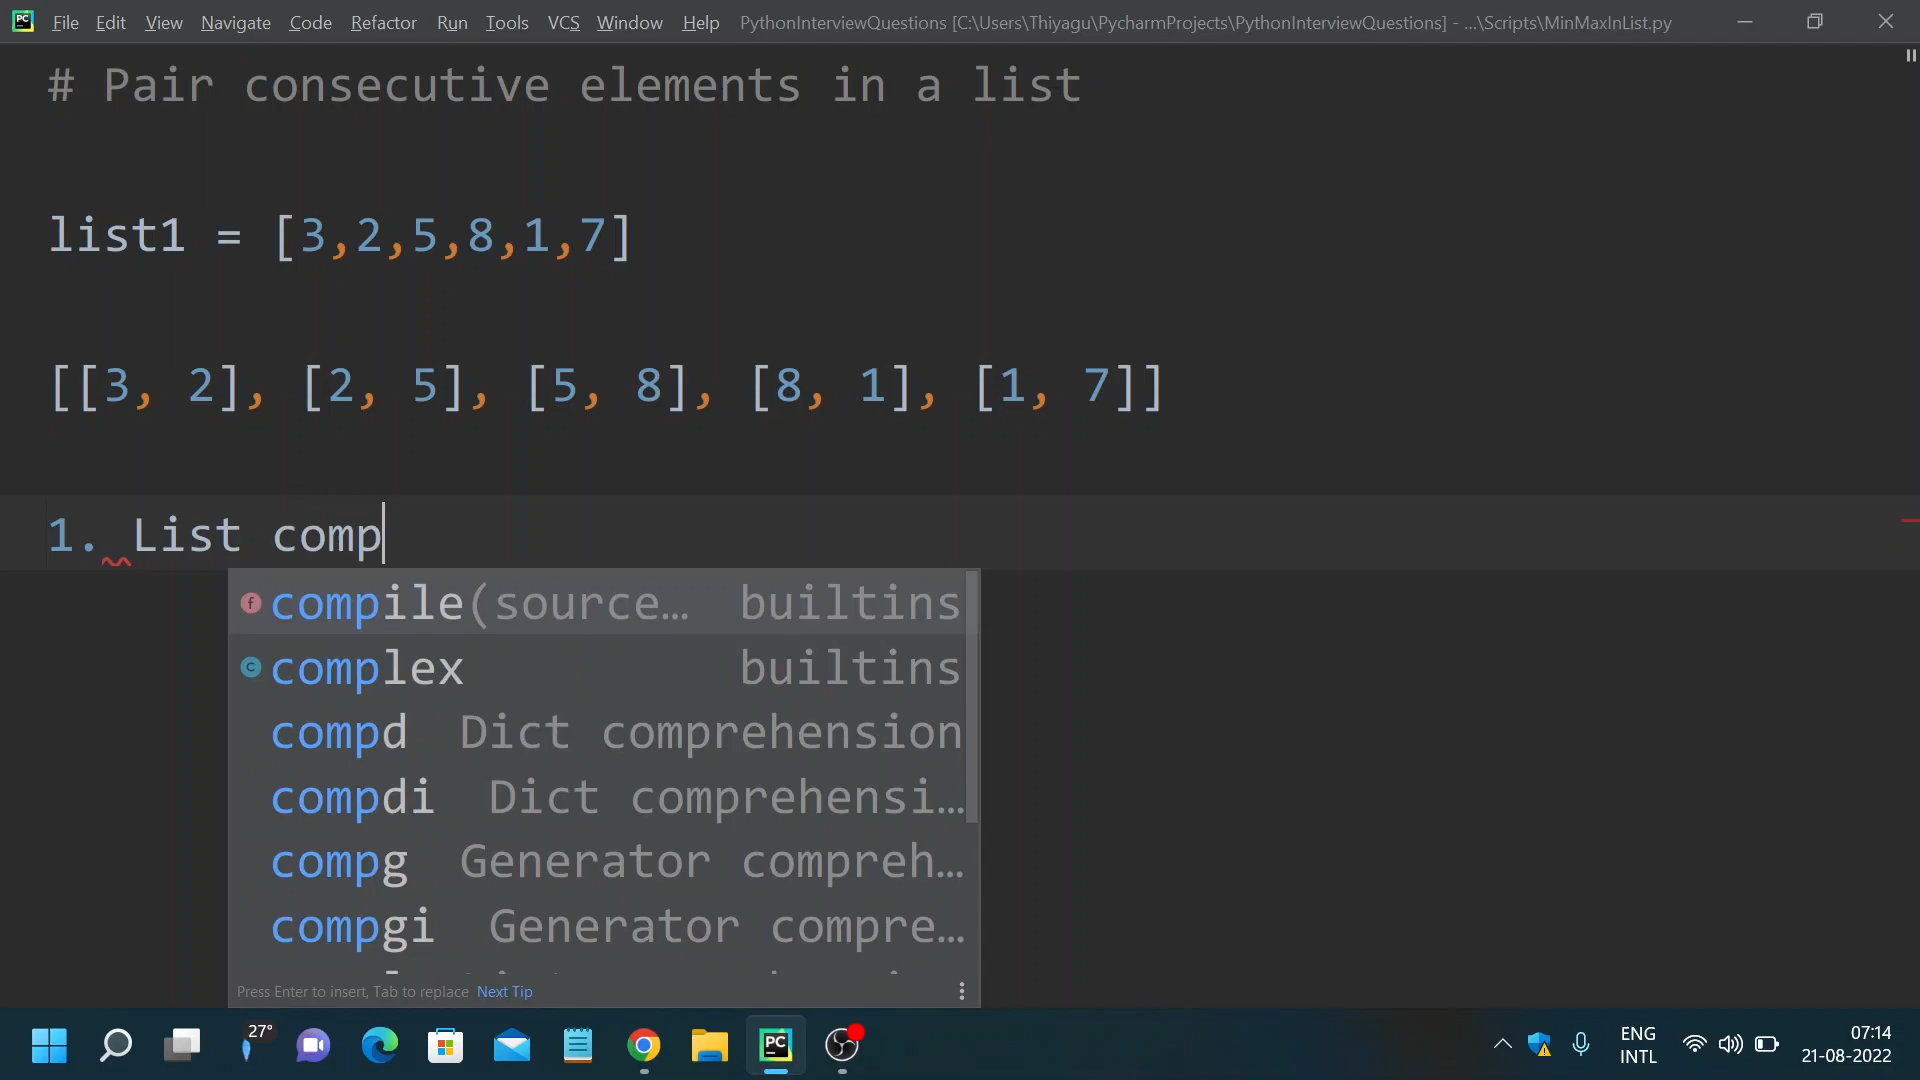 File Edit View Navigate Code Refactor Run Tools VCS Window Help PythonInterviewQuestions [C:\Users\Thiyagu\PycharmProjects\PythonInterviewQuestions] - ...\Scripts\MinMaxInList.py
# Pair consecutive elements in a list
list1 = [3,2,5,8,1,7]
[[3, 2], [2, 5], [5, 8], [8, 1], [1, 7]]
1. List comp
compile(source… builtins
complex builtins
compd Dict comprehension
compdi Dict comprehensi…
compg Generator compreh…
compgi Generator compre…
Press Enter to insert, Tab to replace Next Tip
27°
PC
ENG
INTL
07:14
21-08-2022